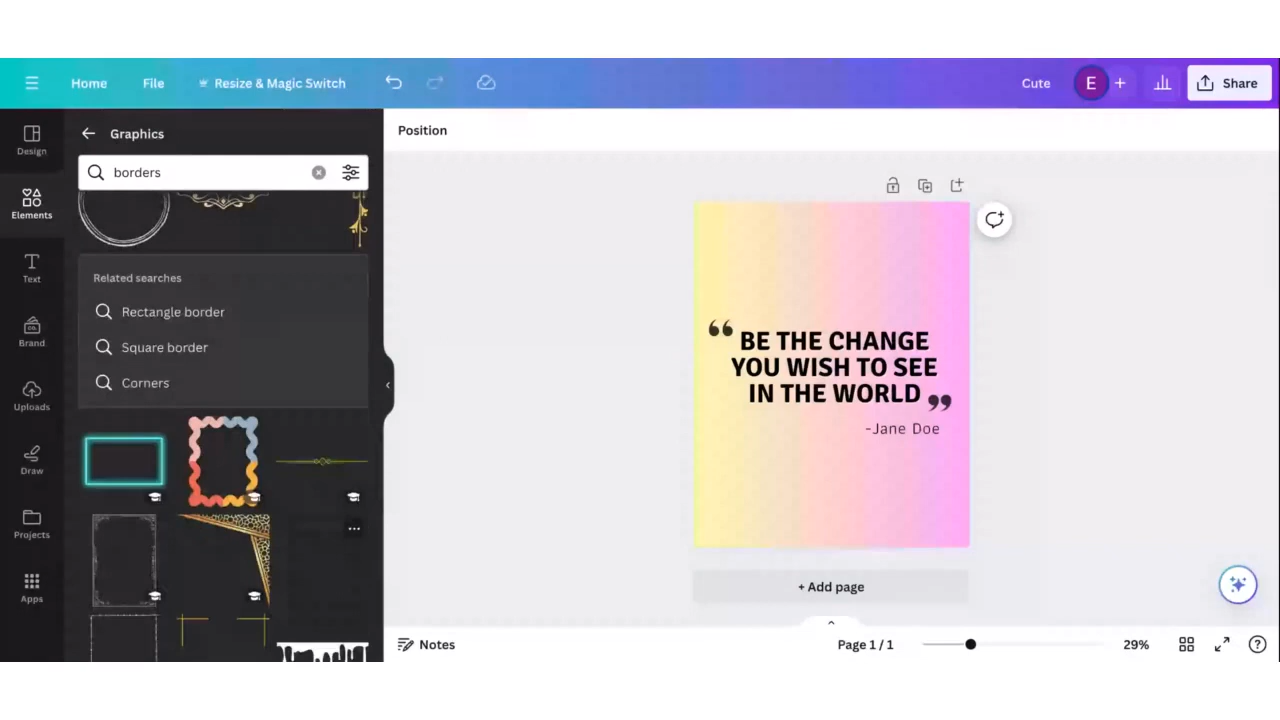 Home File Resize & Magic Switch Cute E + Share
Position
Design
Elements
Text
Brand
Uploads
Draw
Projects
Apps
Graphics
borders
Related searches
Rectangle border
Square border
Corners
“ BE THE CHANGE
YOU WISH TO SEE
IN THE WORLD ”
-Jane Doe
+ Add page
Notes
Page 1 / 1
29%